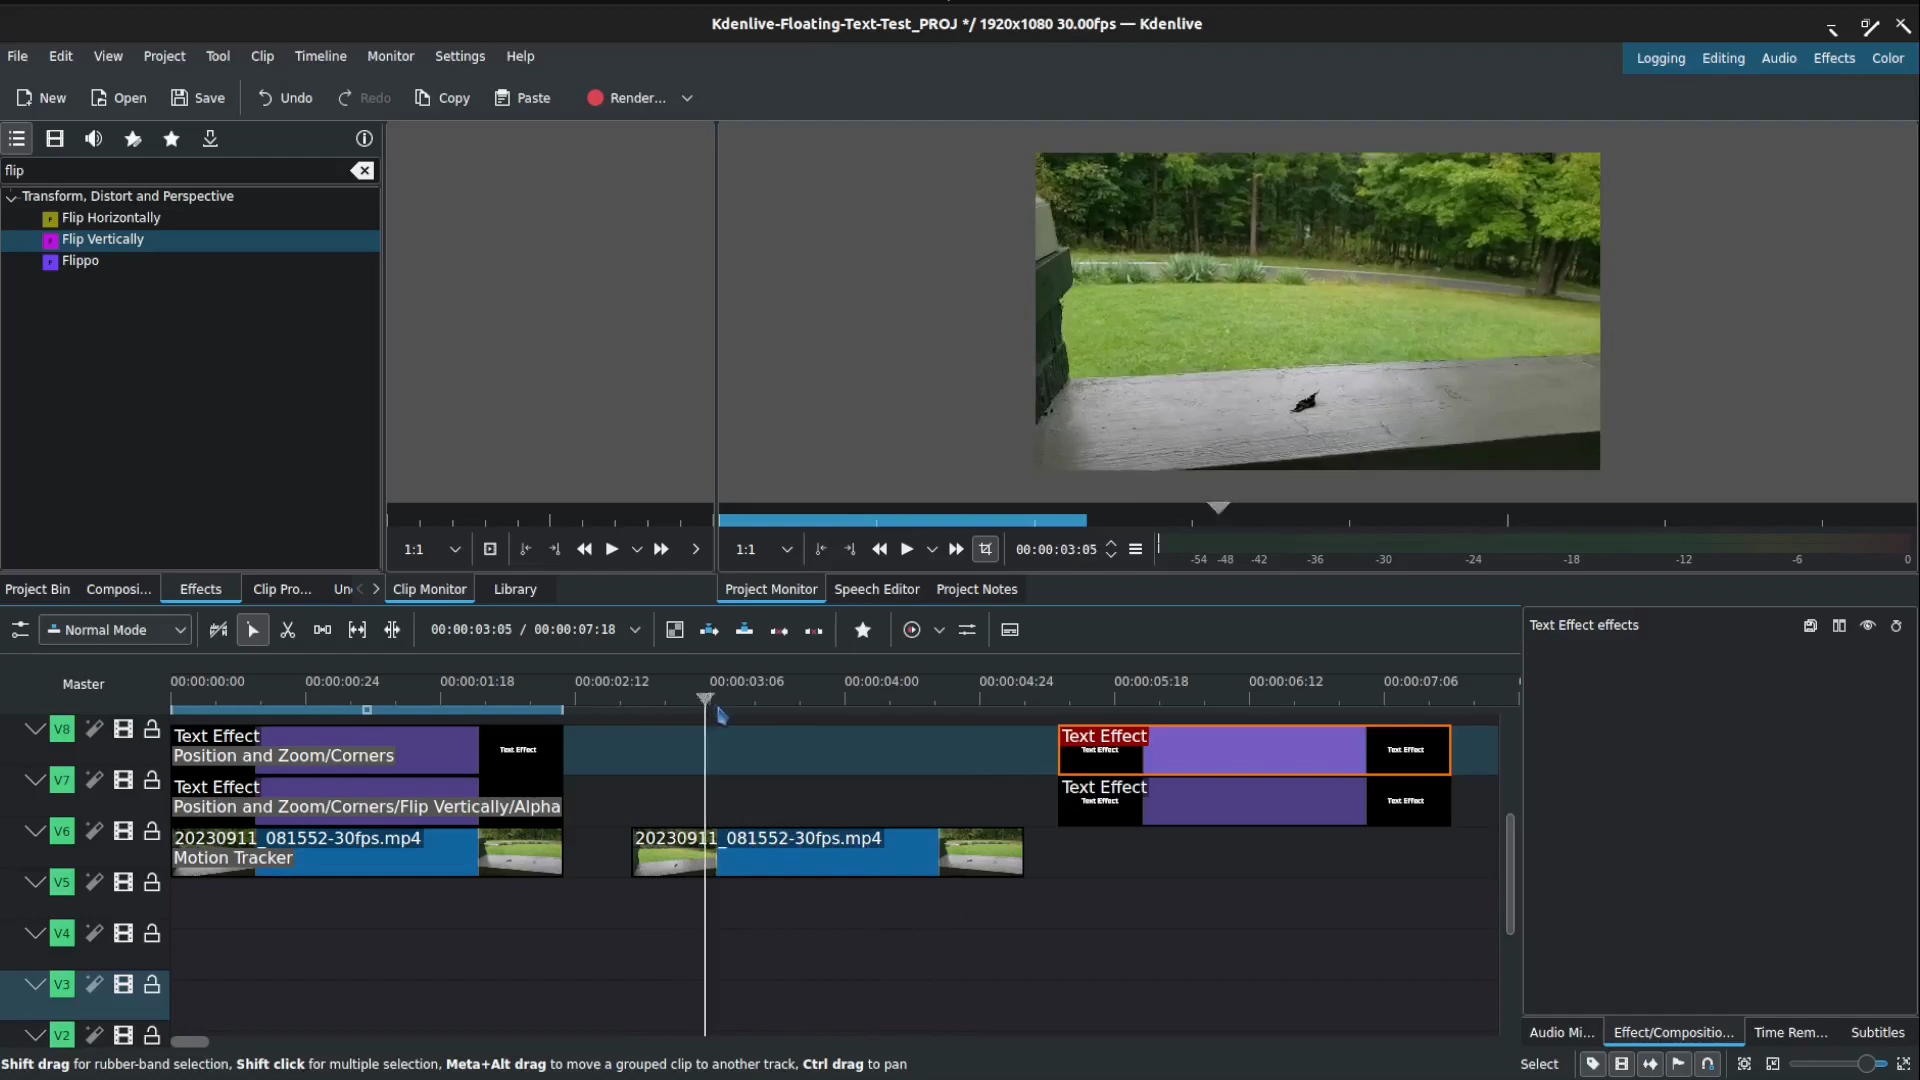 Kdenlive-Floating-Text-Test_PROJ */ 1920x1080 30.00fps — Kdenlive
File Edit View Project Tool Clip Timeline Monitor Settings Help
Logging Editing Audio Effects Color
New Open Save Undo Redo Copy Paste Render...
flip
Transform, Distort and Perspective
F Flip Horizontally
F Flip Vertically
F Flippo
1:1
1:1 00:00:03:05
-54 -48 -42 -36 -30 -24 -18 -12 -6 0
Project Bin Composi... Effects Clip Pro... Un
Clip Monitor Library
Project Monitor Speech Editor Project Notes
Normal Mode 00:00:03:05 / 00:00:07:18
Text Effect effects
Master
00:00:00:00 00:00:00:24 00:00:01:18 00:00:02:12 00:00:03:06 00:00:04:00 00:00:04:24 00:00:05:18 00:00:06:12 00:00:07:06
V8
Text Effect
Position and Zoom/Corners
Text Effect
Text Effect
Text Effect
Text Effect
V7
Text Effect
Position and Zoom/Corners/Flip Vertically/Alpha
Text Effect
Text Effect
Text Effect
V6
20230911_081552-30fps.mp4
Motion Tracker
20230911_081552-30fps.mp4
V5
V4
V3
V2
Audio Mi... Effect/Compositio... Time Rem... Subtitles
Shift drag for rubber-band selection, Shift click for multiple selection, Meta+Alt drag to move a grouped clip to another track, Ctrl drag to pan
Select